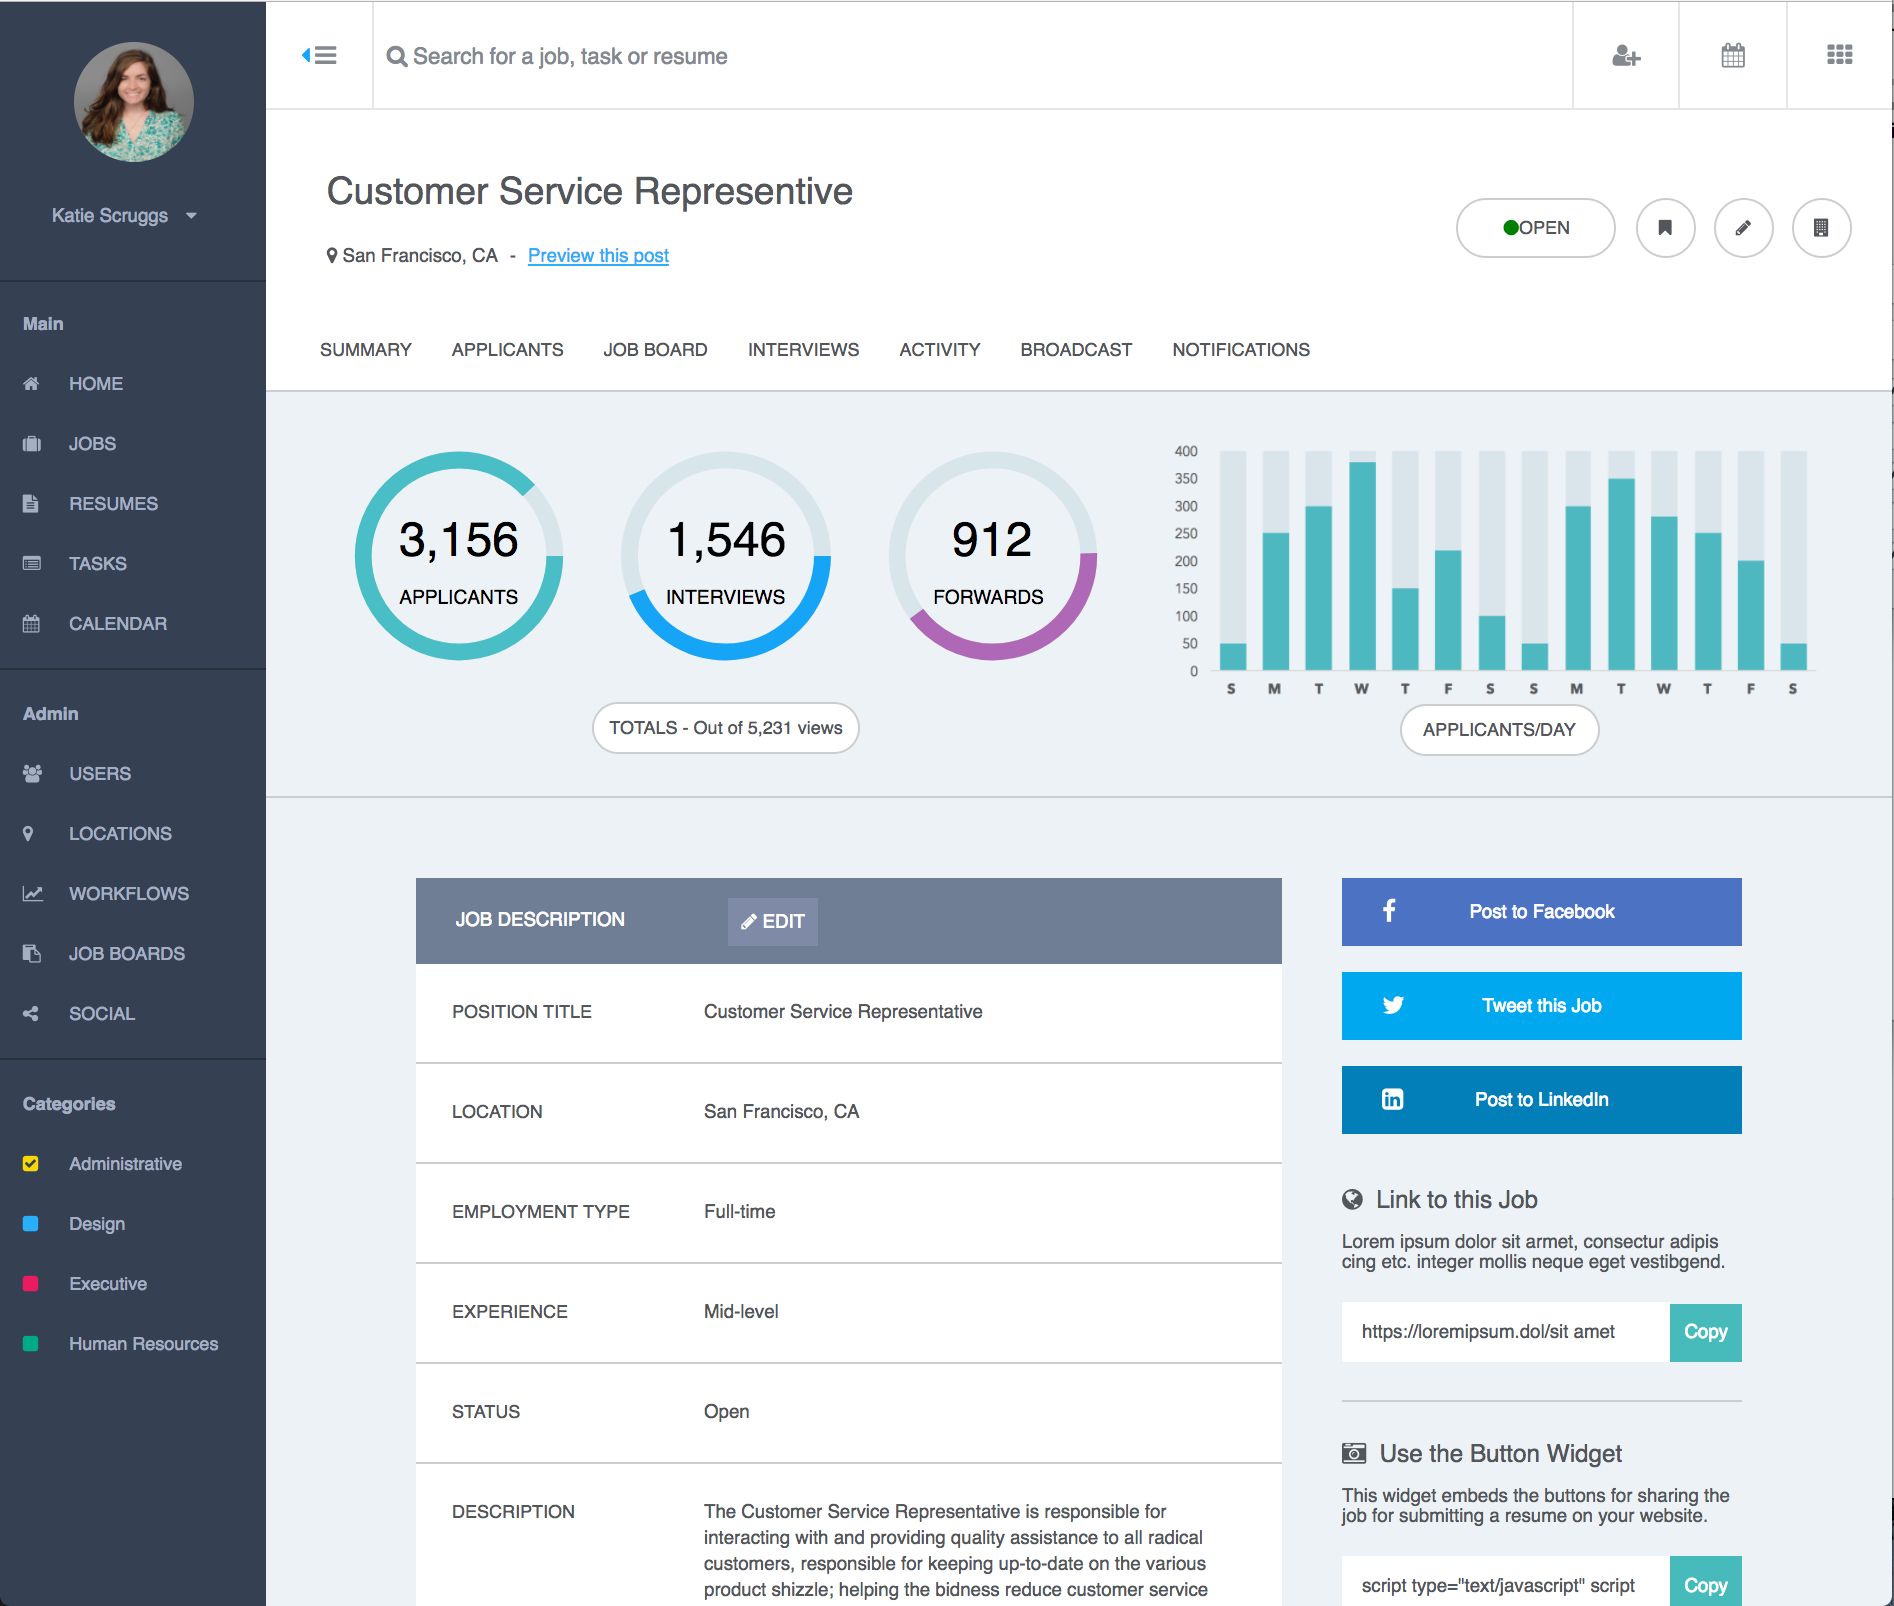 Katie Scruggs
Main
HOME
JOBS
RESUMES
TASKS
CALENDAR
Admin
USERS
LOCATIONS
WORKFLOWS
JOB BOARDS
SOCIAL
Categories
Administrative
Design
Executive
Human Resources
Search for a job, task or resume
Customer Service Representive
San Francisco, CA - Preview this post
OPEN
SUMMARY APPLICANTS JOB BOARD INTERVIEWS ACTIVITY BROADCAST NOTIFICATIONS
3,156
APPLICANTS
1,546
INTERVIEWS
912
FORWARDS
TOTALS - Out of 5,231 views
400
350
300
250
200
150
100
50
0
S M T W T F S S M T W T F S
APPLICANTS/DAY
JOB DESCRIPTION EDIT
POSITION TITLE Customer Service Representative
LOCATION San Francisco, CA
EMPLOYMENT TYPE Full-time
EXPERIENCE Mid-level
STATUS Open
DESCRIPTION The Customer Service Representative is responsible for
interacting with and providing quality assistance to all radical
customers, responsible for keeping up-to-date on the various
product shizzle; helping the bidness reduce customer service
Post to Facebook
Tweet this Job
Post to LinkedIn
Link to this Job
Lorem ipsum dolor sit armet, consectur adipis
cing etc. integer mollis neque eget vestibgend.
https://loremipsum.dol/sit amet Copy
Use the Button Widget
This widget embeds the buttons for sharing the
job for submitting a resume on your website.
script type="text/javascript" script Copy